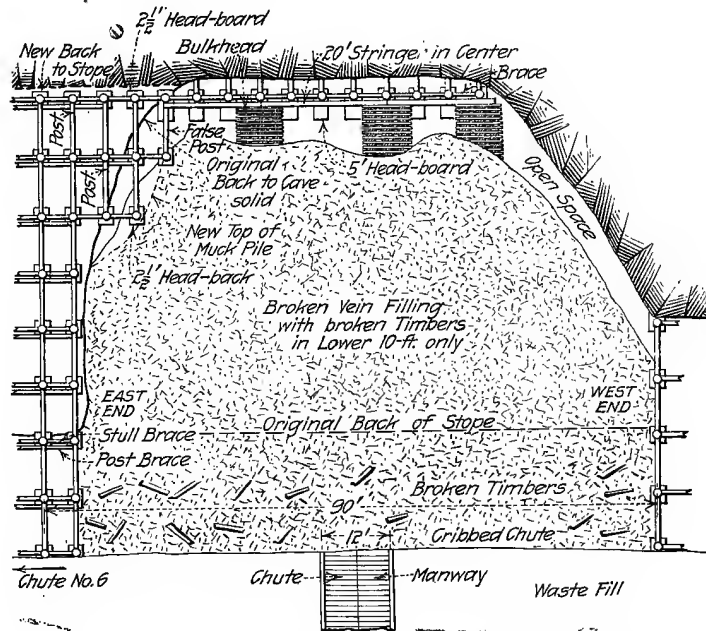 2½" Head-board
New Back
to Stope
Bulkhead
20' Stringer in Center
Brace
Post
False
Post
Post
Original
Back to Cave
solid
5' Head-board
Open Space
New Top of
Muck Pile
2½' Head-back
Broken Vein Filling
with broken Timbers
in Lower 10-ft only
EAST
END
WEST
END
Original Back of Stope
Stull Brace
Post Brace
Broken Timbers
90'
12'
Cribbed Chute
Chute No. 6
Chute
Manway
Waste Fill